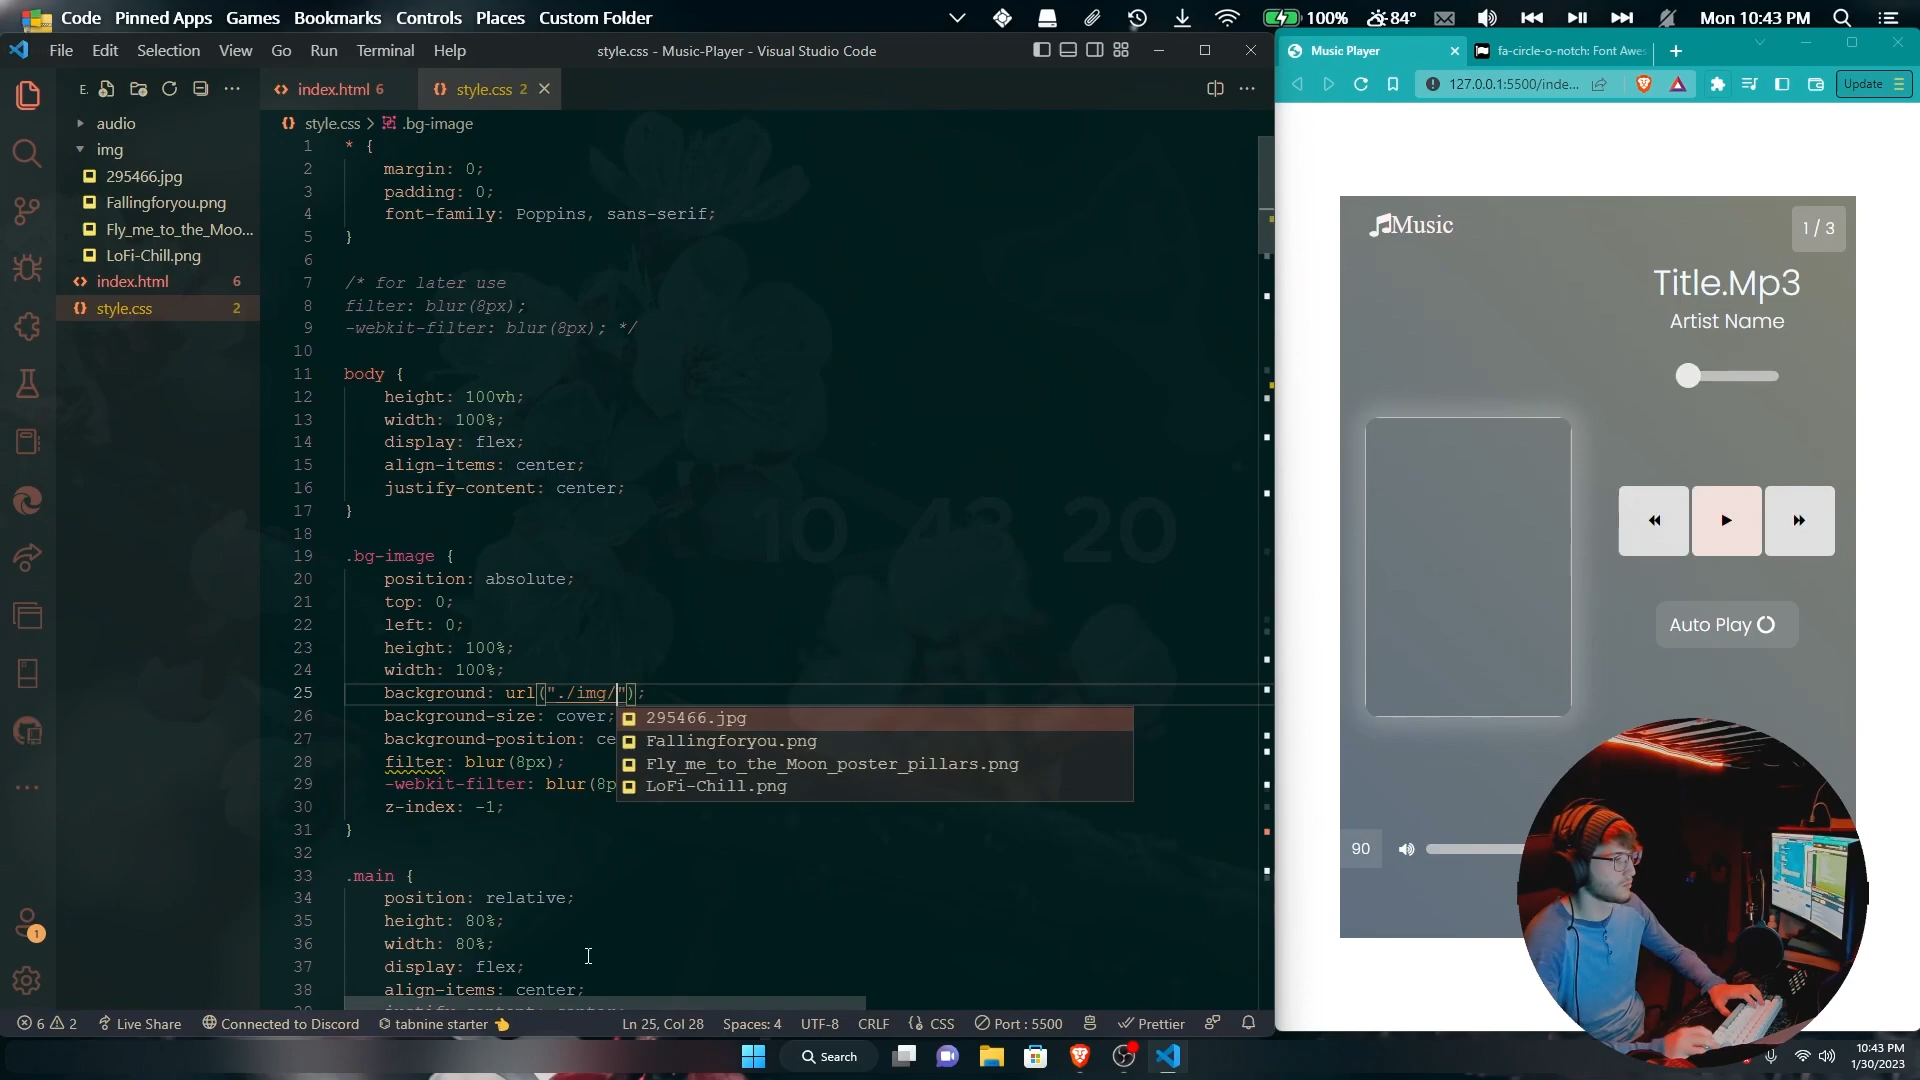 Code Pinned Apps Games Bookmarks Controls Places Custom Folder 100% 84° Mon 10:43 PM
File Edit Selection View Go Run Terminal Help style.css - Music-Player - Visual Studio Code
Music Player fa-circle-o-notch: Font Awes
127.0.0.1:5500/inde... Update
E.
index.html 6 style.css 2
style.css > .bg-image
audio
img
295466.jpg
Fallingforyou.png
Fly_me_to_the_Moo...
LoFi-Chill.png
index.html 6
style.css 2
1 * {
2 margin: 0;
3 padding: 0;
4 font-family: Poppins, sans-serif;
5 }
6
7 /* for later use
8 filter: blur(8px);
9 -webkit-filter: blur(8px); */
10
11 body {
12 height: 100vh;
13 width: 100%;
14 display: flex;
15 align-items: center;
16 justify-content: center;
17 }
18
19 .bg-image {
20 position: absolute;
21 top: 0;
22 left: 0;
23 height: 100%;
24 width: 100%;
25 background: url("./img/");
26 background-size: cover;
27 background-position: ce
28 filter: blur(8px);
29 -webkit-filter: blur(8p
30 z-index: -1;
31 }
32
33 .main {
34 position: relative;
35 height: 80%;
36 width: 80%;
37 display: flex;
38 align-items: center;
295466.jpg
Fallingforyou.png
Fly_me_to_the_Moon_poster_pillars.png
LoFi-Chill.png
10 43 20
Music
1 / 3
Title.Mp3
Artist Name
Auto Play
90
1
6 2 Live Share Connected to Discord tabnine starter Ln 25, Col 28 Spaces: 4 UTF-8 CRLF CSS Port : 5500 Prettier
Search
10:43 PM
1/30/2023